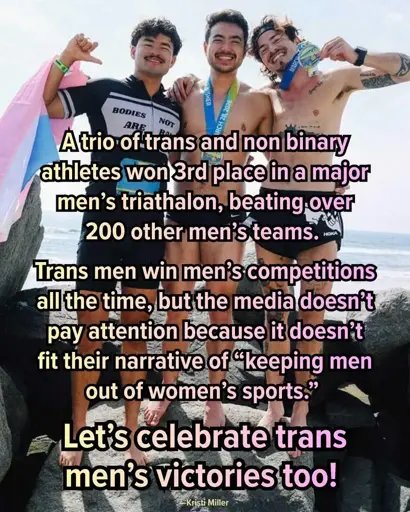 BODIES
ARE
NOT
A trio of trans and non binary
athletes won 3rd place in a major
men's triathalon, beating over
200 other men's teams.
Trans men win men's competitions
all the time, but the media doesn't
pay attention because it doesn't
fit their narrative of “keeping men
out of women's sports.”
Let's celebrate trans
men's victories too!
–Kristi Miller